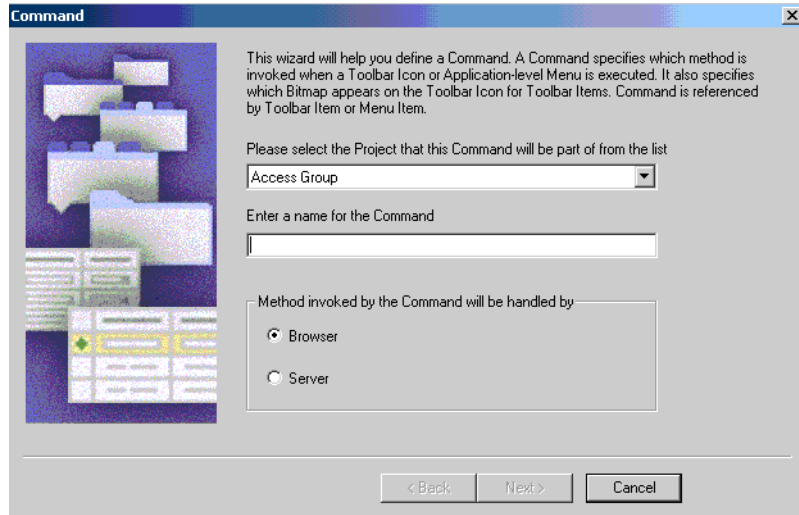 Command
This wizard will help you define a Command. A Command specifies which method is
invoked when a Toolbar Icon or Application-level Menu is executed. It also specifies
which Bitmap appears on the Toolbar Icon for Toolbar Items. Command is referenced
by Toolbar Item or Menu Item.
Please select the Project that this Command will be part of from the list
Access Group
Enter a name for the Command
Method invoked by the Command will be handled by
Browser
Server
< Back Next > Cancel